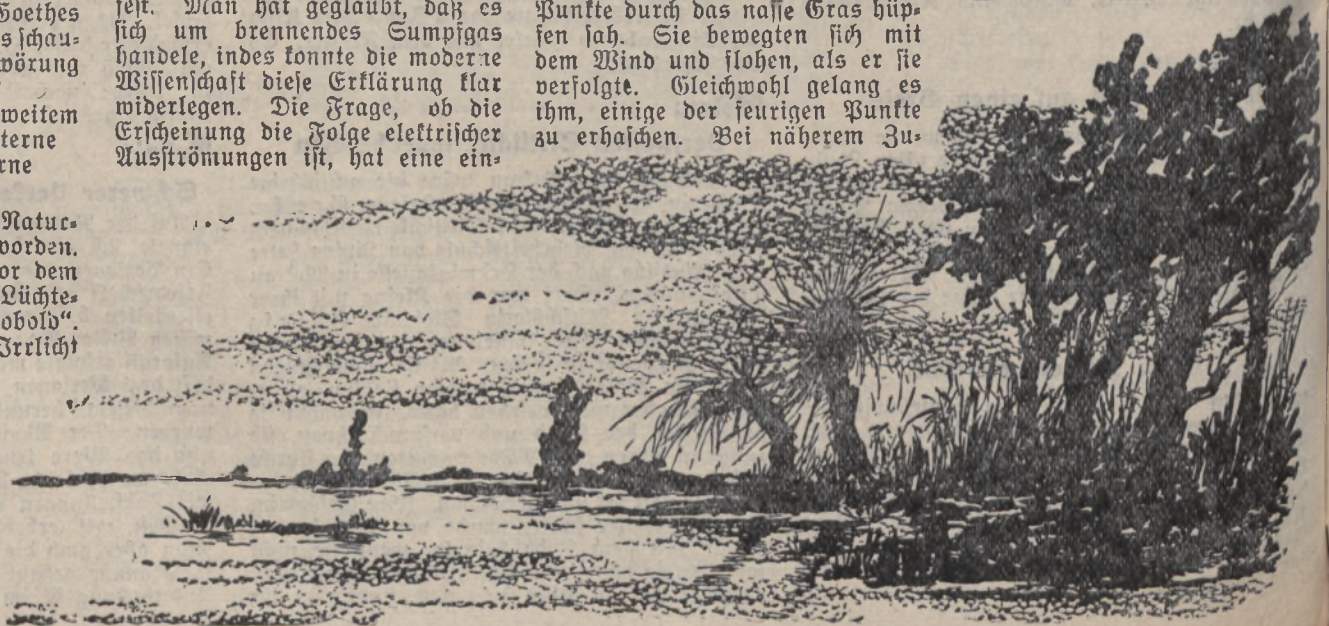 Goethes
s schau-
wörung
weitem
terne
rne
Natur-
worden.
or dem
Lüchte-
obold“.
Irrlicht
fest. Man hat geglaubt, daß es
sich um brennendes Sumpfgas
handele, indes konnte die moderne
Wissenschaft diese Erklärung klar
widerlegen. Die Frage, ob die
Erscheinung die Folge elektrischer
Ausströmungen ist, hat eine ein-
Punkte durch das nasse Gras hüp-
fen sah. Sie bewegten sich mit
dem Wind und flohen, als er sie
verfolgte. Gleichwohl gelang es
ihm, einige der feurigen Punkte
zu erhaschen. Bei näherem Zu-